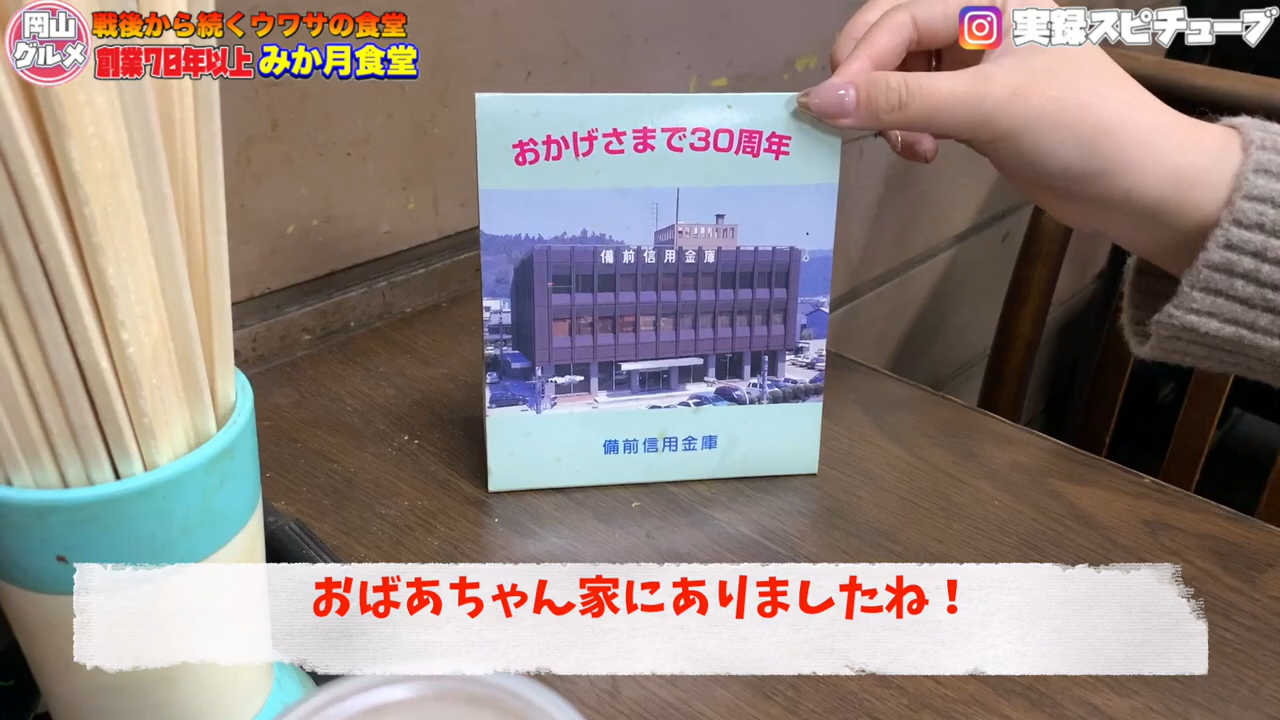 岡山
グルメ
戦後から続くウワサの食堂
創業70年以上 みか月食堂
実録スピチューブ
おかげさまで30周年
備前信用金庫
備前信用金庫
おばあちゃん家にありましたね！